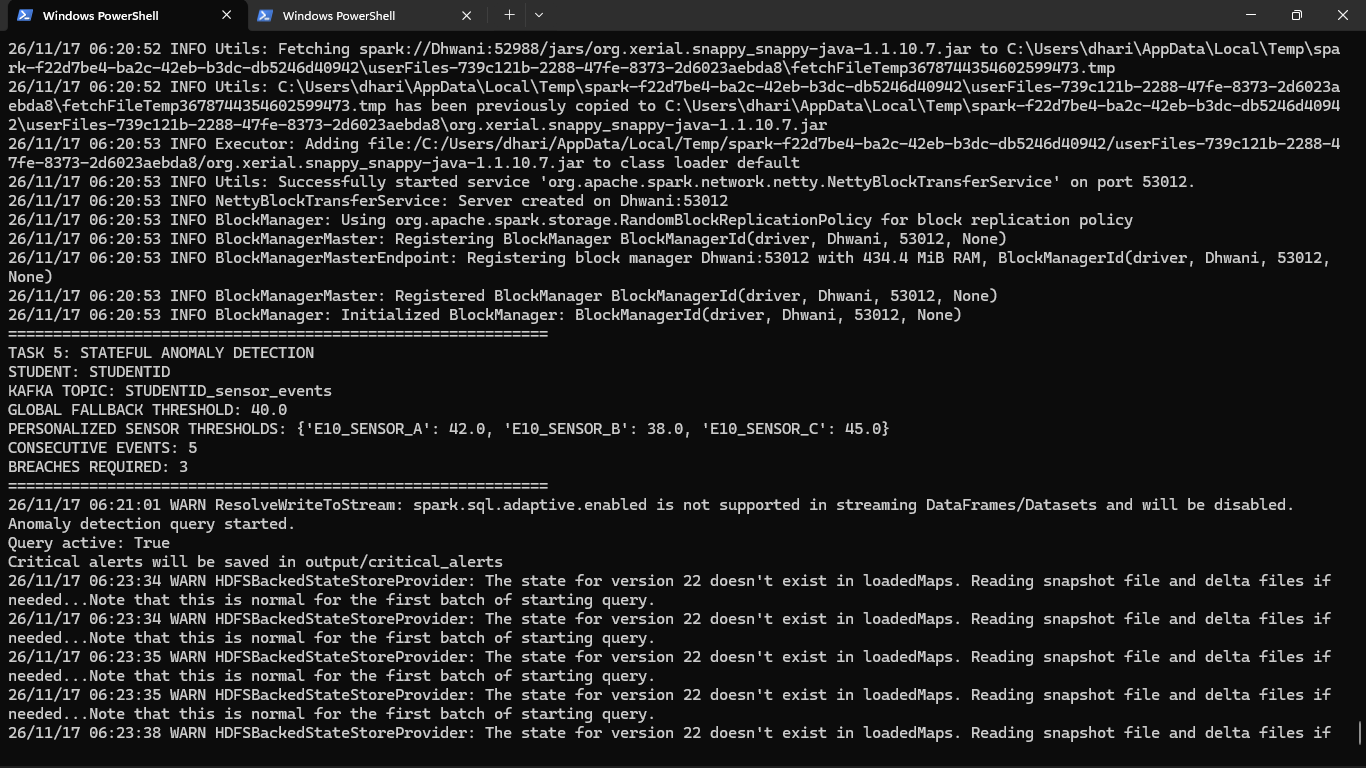 Windows PowerShell
Windows PowerShell
26/11/17 06:20:52 INFO Utils: Fetching spark://Dhwani:52988/jars/org.xerial.snappy_snappy-java-1.1.10.7.jar to C:\Users\dhari\AppData\Local\Temp\spa
rk-f22d7be4-ba2c-42eb-b3dc-db5246d40942\userFiles-739c121b-2288-47fe-8373-2d6023aebda8\fetchFileTemp3678744354602599473.tmp
26/11/17 06:20:52 INFO Utils: C:\Users\dhari\AppData\Local\Temp\spark-f22d7be4-ba2c-42eb-b3dc-db5246d40942\userFiles-739c121b-2288-47fe-8373-2d6023a
ebda8\fetchFileTemp3678744354602599473.tmp has been previously copied to C:\Users\dhari\AppData\Local\Temp\spark-f22d7be4-ba2c-42eb-b3dc-db5246d4094
2\userFiles-739c121b-2288-47fe-8373-2d6023aebda8\org.xerial.snappy_snappy-java-1.1.10.7.jar
26/11/17 06:20:53 INFO Executor: Adding file:/C:/Users/dhari/AppData/Local/Temp/spark-f22d7be4-ba2c-42eb-b3dc-db5246d40942/userFiles-739c121b-2288-4
7fe-8373-2d6023aebda8/org.xerial.snappy_snappy-java-1.1.10.7.jar to class loader default
26/11/17 06:20:53 INFO Utils: Successfully started service 'org.apache.spark.network.netty.NettyBlockTransferService' on port 53012.
26/11/17 06:20:53 INFO NettyBlockTransferService: Server created on Dhwani:53012
26/11/17 06:20:53 INFO BlockManager: Using org.apache.spark.storage.RandomBlockReplicationPolicy for block replication policy
26/11/17 06:20:53 INFO BlockManagerMaster: Registering BlockManager BlockManagerId(driver, Dhwani, 53012, None)
26/11/17 06:20:53 INFO BlockManagerMasterEndpoint: Registering block manager Dhwani:53012 with 434.4 MiB RAM, BlockManagerId(driver, Dhwani, 53012,
None)
26/11/17 06:20:53 INFO BlockManagerMaster: Registered BlockManager BlockManagerId(driver, Dhwani, 53012, None)
26/11/17 06:20:53 INFO BlockManager: Initialized BlockManager: BlockManagerId(driver, Dhwani, 53012, None)
============================================================
TASK 5: STATEFUL ANOMALY DETECTION
STUDENT: STUDENTID
KAFKA TOPIC: STUDENTID_sensor_events
GLOBAL FALLBACK THRESHOLD: 40.0
PERSONALIZED SENSOR THRESHOLDS: {'E10_SENSOR_A': 42.0, 'E10_SENSOR_B': 38.0, 'E10_SENSOR_C': 45.0}
CONSECUTIVE EVENTS: 5
BREACHES REQUIRED: 3
============================================================
26/11/17 06:21:01 WARN ResolveWriteToStream: spark.sql.adaptive.enabled is not supported in streaming DataFrames/Datasets and will be disabled.
Anomaly detection query started.
Query active: True
Critical alerts will be saved in output/critical_alerts
26/11/17 06:23:34 WARN HDFSBackedStateStoreProvider: The state for version 22 doesn't exist in loadedMaps. Reading snapshot file and delta files if
needed...Note that this is normal for the first batch of starting query.
26/11/17 06:23:34 WARN HDFSBackedStateStoreProvider: The state for version 22 doesn't exist in loadedMaps. Reading snapshot file and delta files if
needed...Note that this is normal for the first batch of starting query.
26/11/17 06:23:35 WARN HDFSBackedStateStoreProvider: The state for version 22 doesn't exist in loadedMaps. Reading snapshot file and delta files if
needed...Note that this is normal for the first batch of starting query.
26/11/17 06:23:35 WARN HDFSBackedStateStoreProvider: The state for version 22 doesn't exist in loadedMaps. Reading snapshot file and delta files if
needed...Note that this is normal for the first batch of starting query.
26/11/17 06:23:38 WARN HDFSBackedStateStoreProvider: The state for version 22 doesn't exist in loadedMaps. Reading snapshot file and delta files if